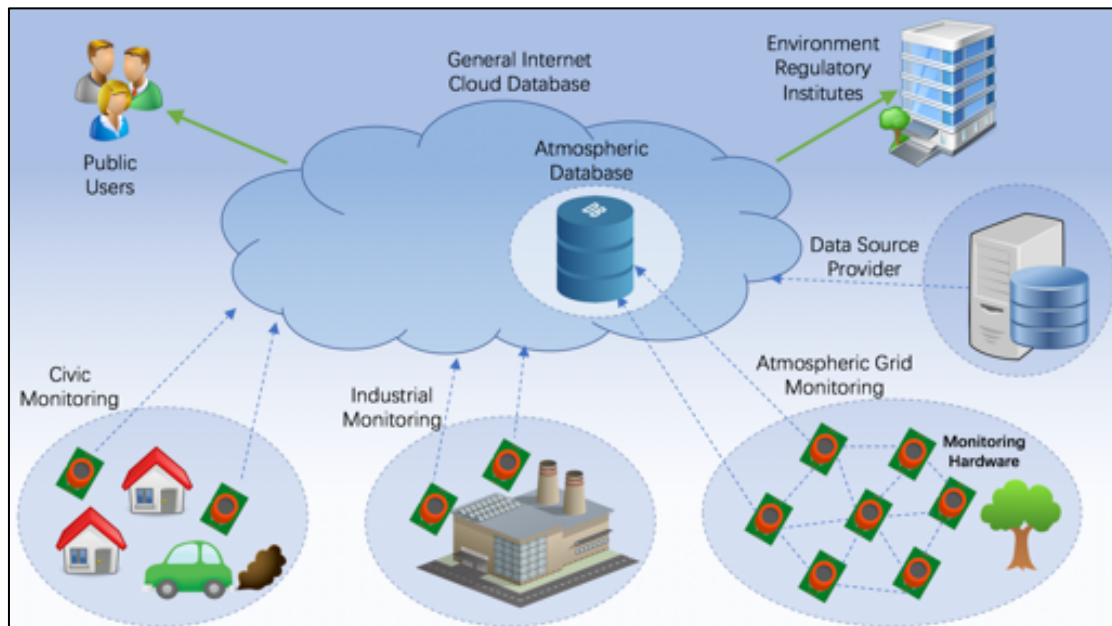 General Internet
Cloud Database
Environment
Regulatory
Institutes
Public
Users
Atmospheric
Database
Data Source
Provider
Civic
Monitoring
Industrial
Monitoring
Atmospheric Grid
Monitoring
Monitoring
Hardware